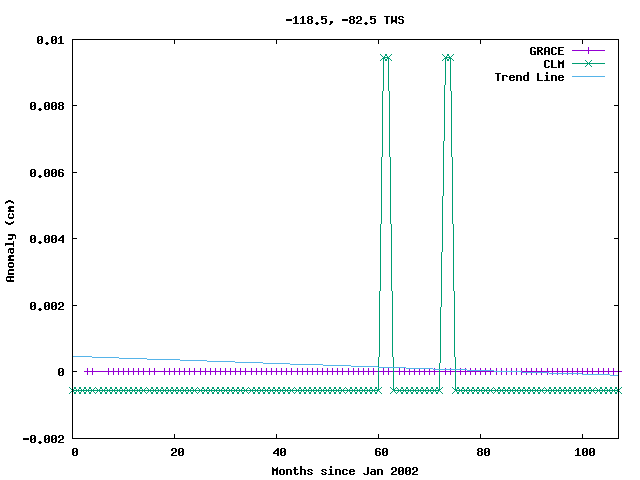 -118.5, -82.5 TWS
0.01
0.008
0.006
0.004
0.002
0
-0.002
Anomaly (cm)
GRACE
CLM
Trend Line
0 20 40 60 80 100
Months since Jan 2002